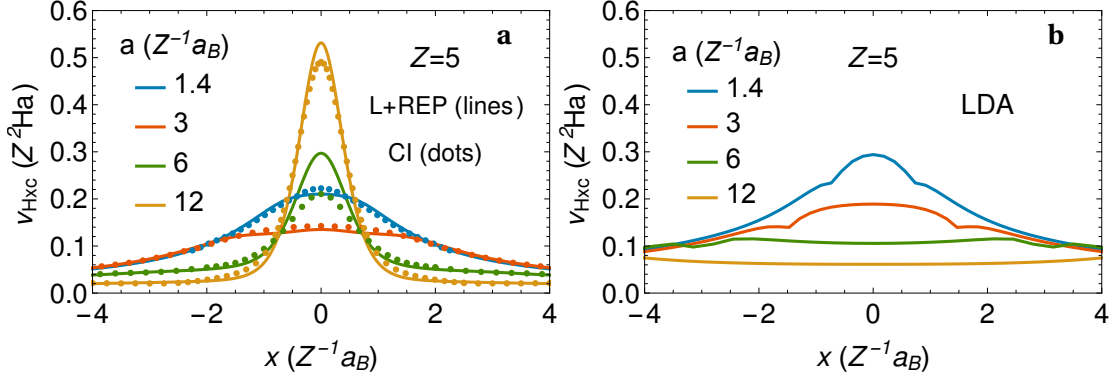 a
a (Z⁻¹a_B)
Z=5
1.4
L+REP (lines)
3
CI (dots)
6
12
v_Hxc (Z²Ha)
0.6
0.5
0.4
0.3
0.2
0.1
0.0
−4
−2
0
2
4
x (Z⁻¹a_B)
b
a (Z⁻¹a_B)
Z=5
1.4
LDA
3
6
12
v_Hxc (Z²Ha)
0.6
0.5
0.4
0.3
0.2
0.1
0.0
−4
−2
0
2
4
x (Z⁻¹a_B)